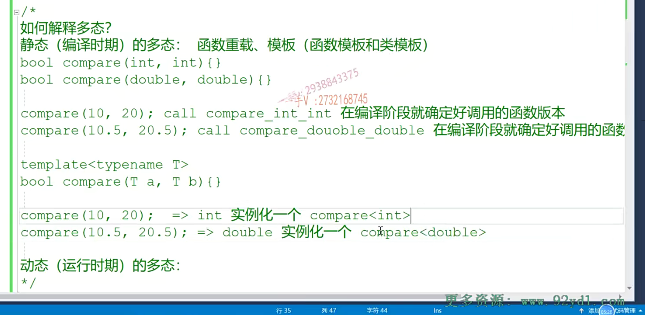 /*
如何解释多态?
静态（编译时期）的多态： 函数重载、模板（函数模板和类模板）
bool compare(int, int){}
bool compare(double, double){}
2938843375
于V :2732168745
compare(10, 20); call compare_int_int 在编译阶段就确定好调用的函数版本
compare(10.5, 20.5); call compare_douoble_double 在编译阶段就确定好调用的函数
template<typename T>
bool compare(T a, T b){}
compare(10, 20); => int 实例化一个 compare<int>
compare(10.5, 20.5); => double 实例化一个 compare<double>
动态（运行时期）的多态：
*/
更多资源：www.92xdl.com
行 35 列 47 字符 44 Ins